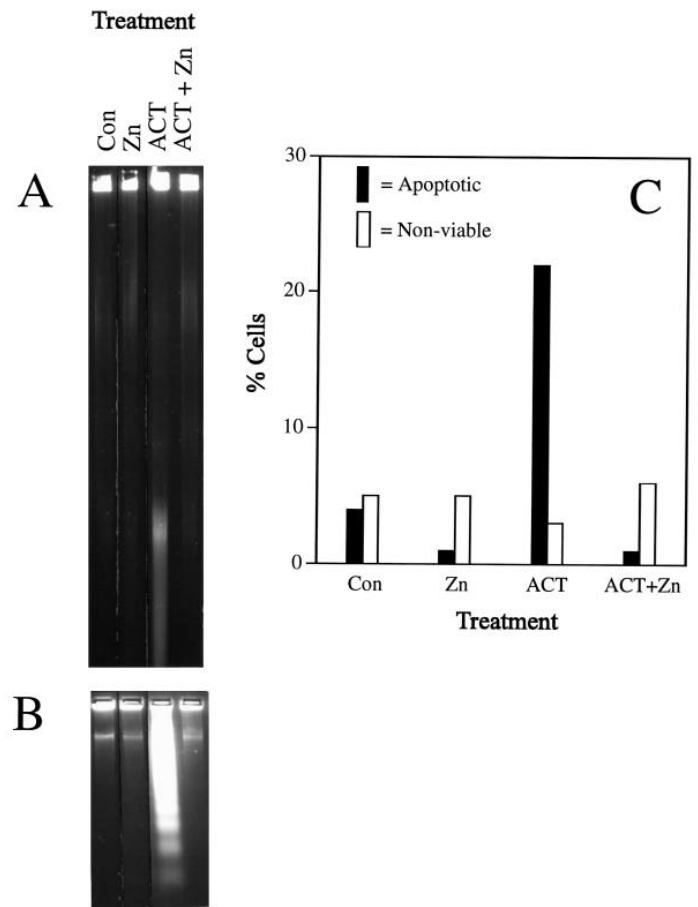 Treatment
Con
Zn
ACT
ACT + Zn
A
B
C
30
20
10
0
% Cells
= Apoptotic
= Non-viable
Con Zn ACT ACT+Zn
Treatment